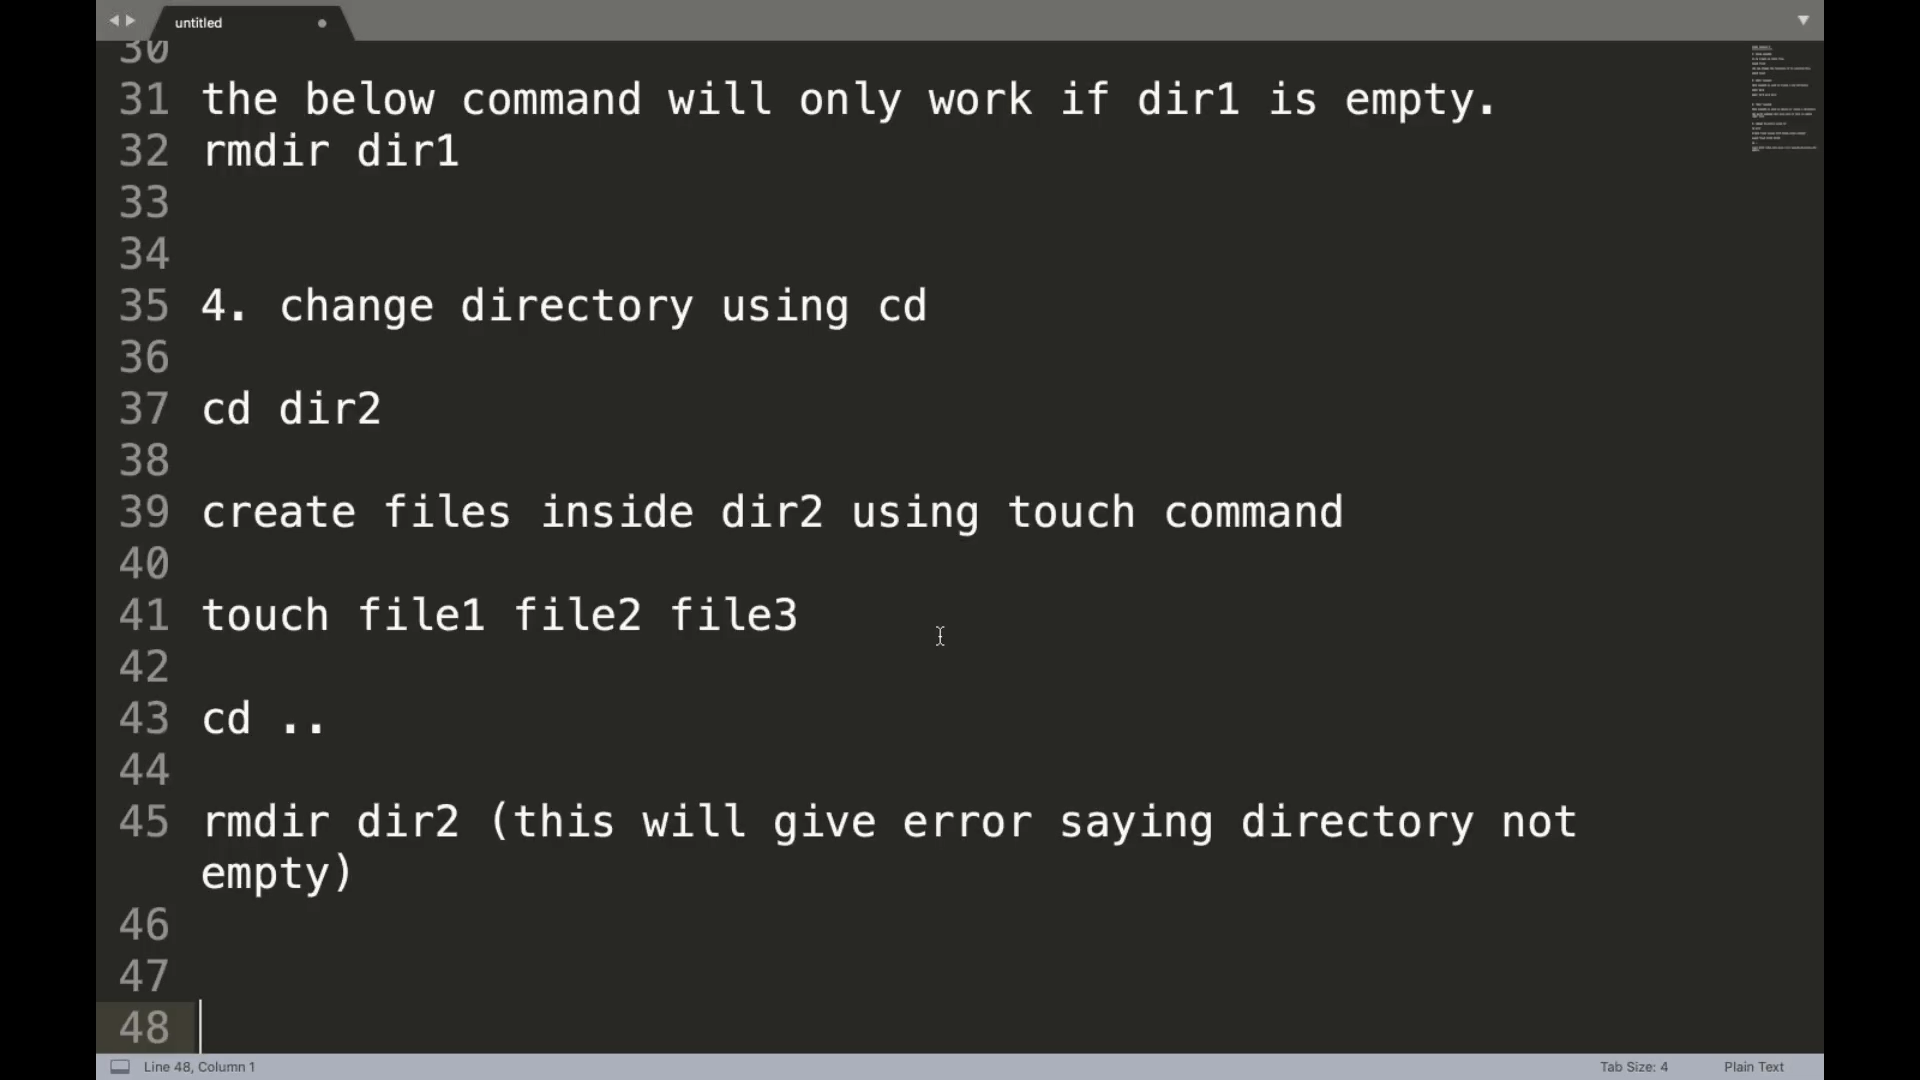 untitled
30
31 the below command will only work if dir1 is empty.
32 rmdir dir1
33
34
35 4. change directory using cd
36
37 cd dir2
38
39 create files inside dir2 using touch command
40
41 touch file1 file2 file3
42
43 cd ..
44
45 rmdir dir2 (this will give error saying directory not
empty)
46
47
48
Line 48, Column 1
Tab Size: 4
Plain Text